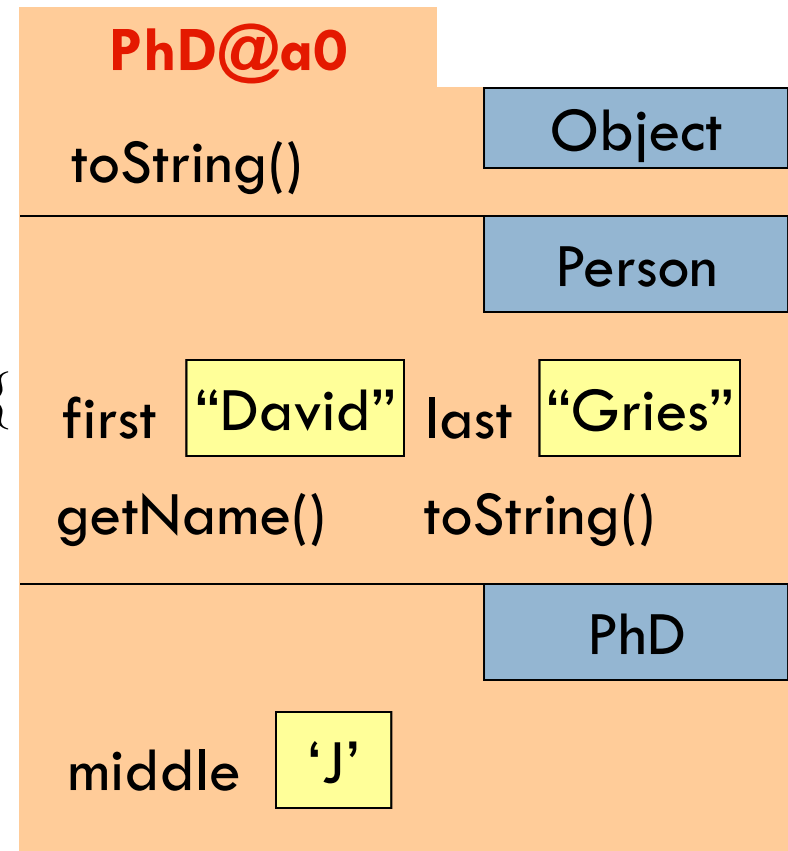 PhD@a0
Object
toString()
Person
{
first “David” last “Gries”
getName() toString()
PhD
middle ‘J’